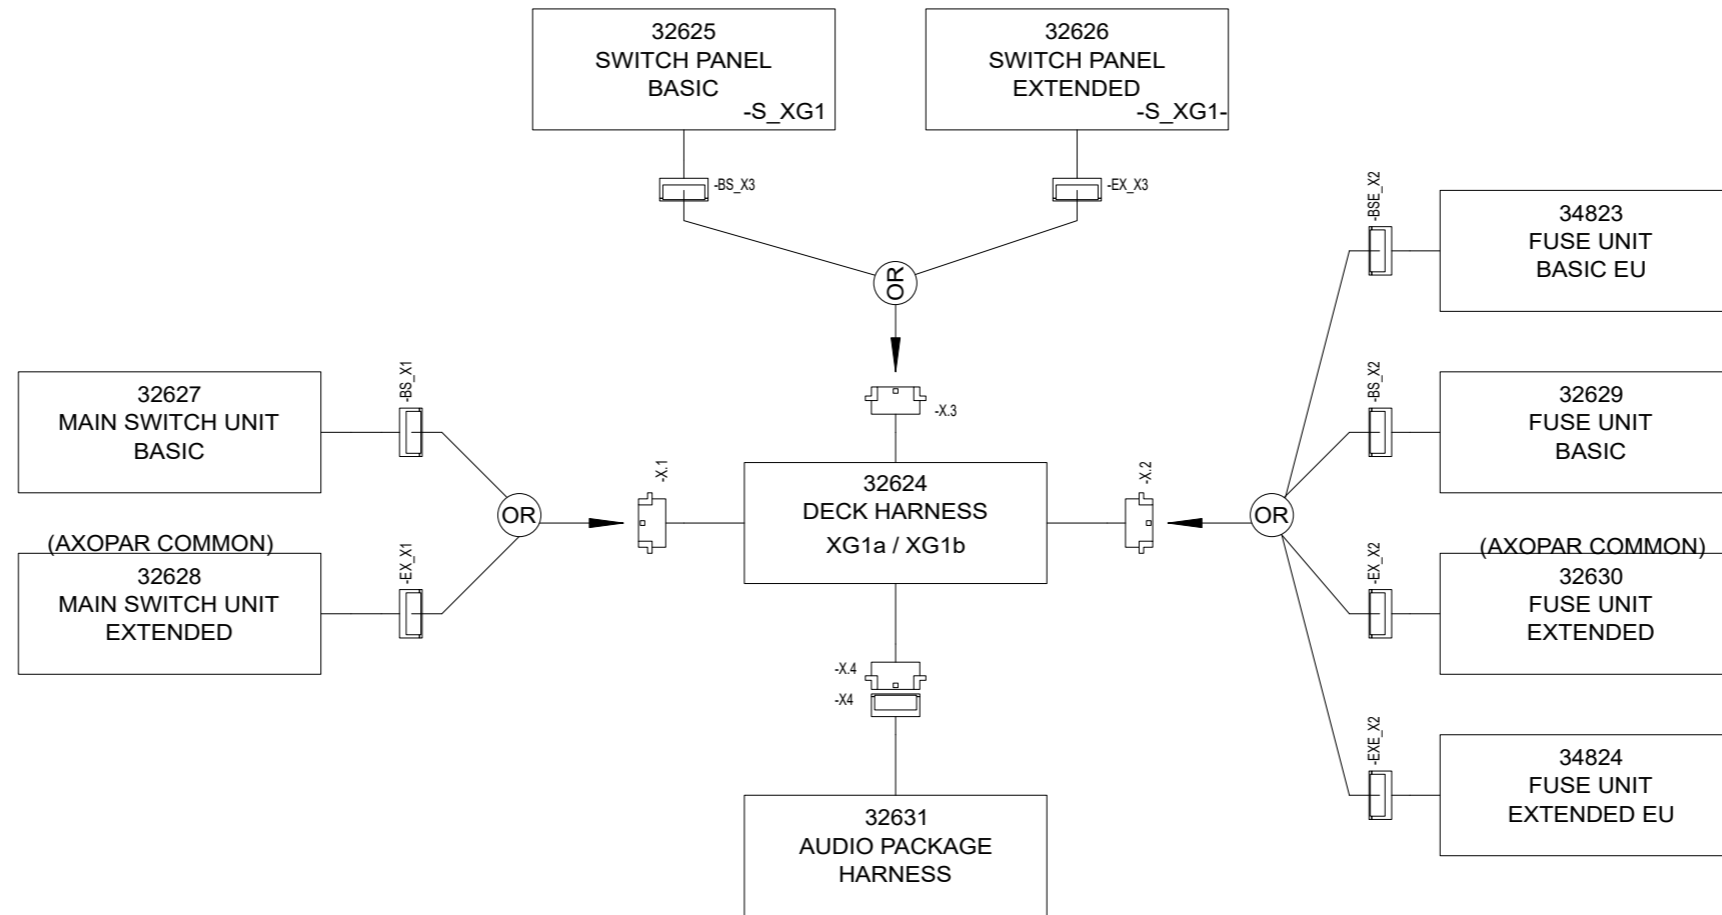 32625
SWITCH PANEL
BASIC
-S_XG1
32626
SWITCH PANEL
EXTENDED
-S_XG1-
-BS_X3
-EX_X3
OR
-X.3
32627
MAIN SWITCH UNIT
BASIC
-BS_X1
(AXOPAR COMMON)
32628
MAIN SWITCH UNIT
EXTENDED
-EX_X1
OR
-X.1
32624
DECK HARNESS
XG1a / XG1b
-X.2
OR
-BSE_X2
34823
FUSE UNIT
BASIC EU
-BS_X2
32629
FUSE UNIT
BASIC
-EX_X2
(AXOPAR COMMON)
32630
FUSE UNIT
EXTENDED
-EXE_X2
34824
FUSE UNIT
EXTENDED EU
-X.4
-X4
32631
AUDIO PACKAGE
HARNESS